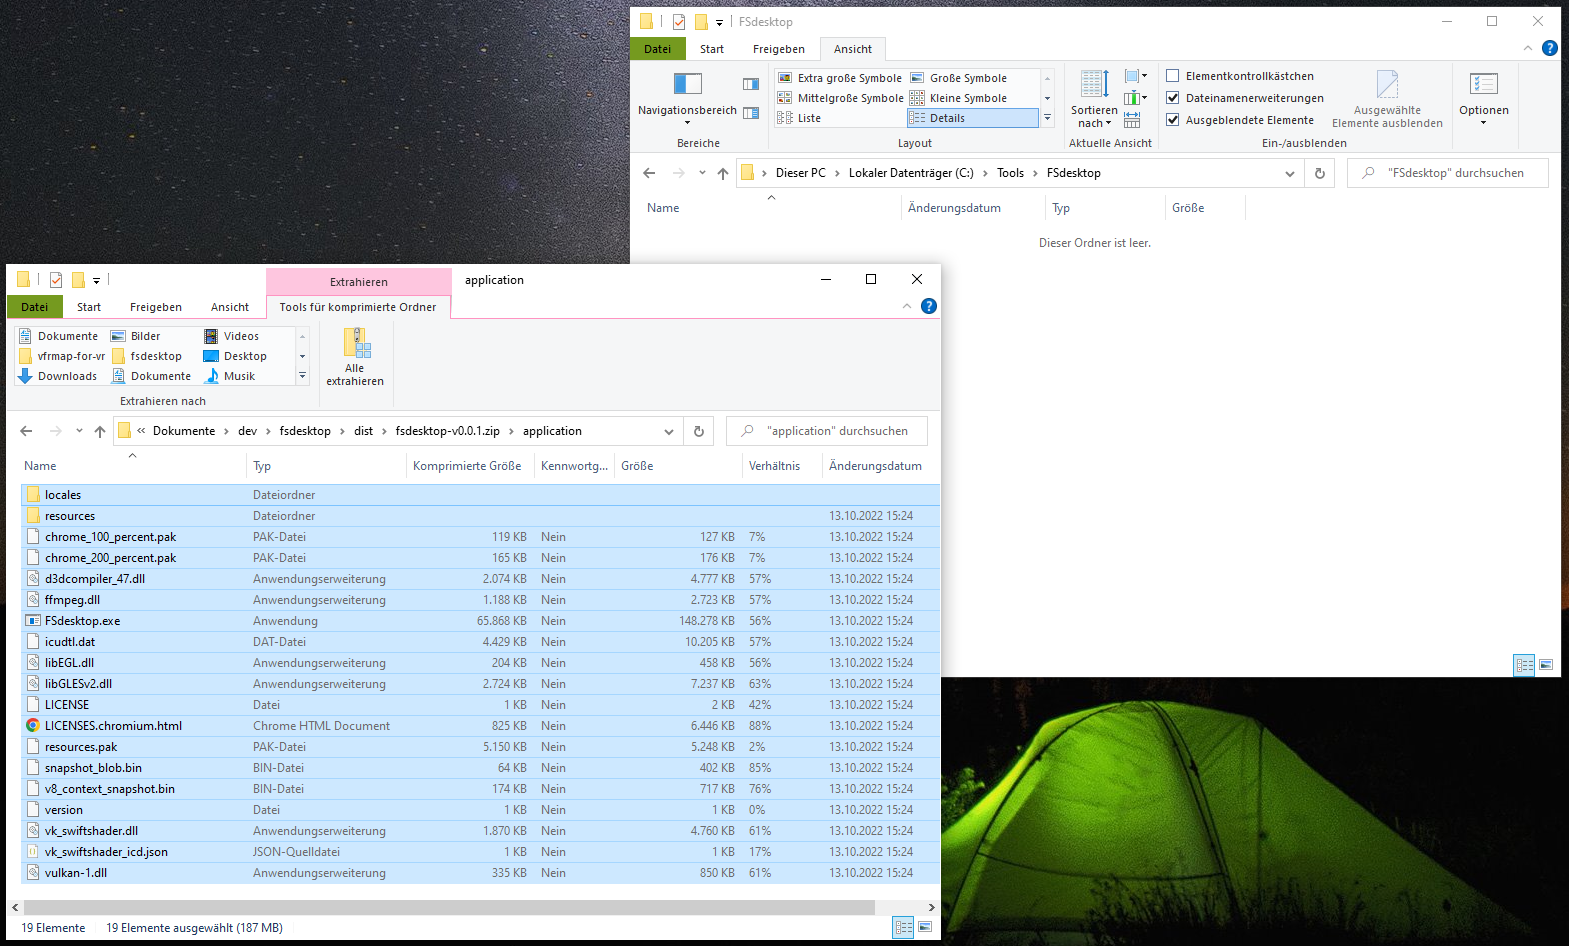 FSdesktop
Datei Start Freigeben Ansicht
Navigationsbereich
Extra große Symbole Große Symbole
Mittelgroße Symbole Kleine Symbole
Liste Details
Sortieren nach
Elementkontrollkästchen
Dateinamenerweiterungen
Ausgeblendete Elemente
Ausgewählte
Elemente ausblenden
Optionen
Bereiche Layout Aktuelle Ansicht Ein-/ausblenden
Dieser PC Lokaler Datenträger (C:) Tools FSdesktop
"FSdesktop" durchsuchen
Name Änderungsdatum Typ Größe
Dieser Ordner ist leer.
Extrahieren application
Datei Start Freigeben Ansicht Tools für komprimierte Ordner
Dokumente Bilder Videos
vfrmap-for-vr fsdesktop Desktop
Downloads Dokumente Musik
Extrahieren nach
Alle
extrahieren
« Dokumente dev fsdesktop dist fsdesktop-v0.0.1.zip application
"application" durchsuchen
Name Typ Komprimierte Größe Kennwortg... Größe Verhältnis Änderungsdatum
locales Dateiordner
resources Dateiordner 13.10.2022 15:24
chrome_100_percent.pak PAK-Datei 119 KB Nein 127 KB 7% 13.10.2022 15:24
chrome_200_percent.pak PAK-Datei 165 KB Nein 176 KB 7% 13.10.2022 15:24
d3dcompiler_47.dll Anwendungserweiterung 2.074 KB Nein 4.777 KB 57% 13.10.2022 15:24
ffmpeg.dll Anwendungserweiterung 1.188 KB Nein 2.723 KB 57% 13.10.2022 15:24
FSdesktop.exe Anwendung 65.868 KB Nein 148.278 KB 56% 13.10.2022 15:24
icudtl.dat DAT-Datei 4.429 KB Nein 10.205 KB 57% 13.10.2022 15:24
libEGL.dll Anwendungserweiterung 204 KB Nein 458 KB 56% 13.10.2022 15:24
libGLESv2.dll Anwendungserweiterung 2.724 KB Nein 7.237 KB 63% 13.10.2022 15:24
LICENSE Datei 1 KB Nein 2 KB 42% 13.10.2022 15:24
LICENSES.chromium.html Chrome HTML Document 825 KB Nein 6.446 KB 88% 13.10.2022 15:24
resources.pak PAK-Datei 5.150 KB Nein 5.248 KB 2% 13.10.2022 15:24
snapshot_blob.bin BIN-Datei 64 KB Nein 402 KB 85% 13.10.2022 15:24
v8_context_snapshot.bin BIN-Datei 174 KB Nein 717 KB 76% 13.10.2022 15:24
version Datei 1 KB Nein 1 KB 0% 13.10.2022 15:24
vk_swiftshader.dll Anwendungserweiterung 1.870 KB Nein 4.760 KB 61% 13.10.2022 15:24
vk_swiftshader_icd.json JSON-Quelldatei 1 KB Nein 1 KB 17% 13.10.2022 15:24
vulkan-1.dll Anwendungserweiterung 335 KB Nein 850 KB 61% 13.10.2022 15:24
19 Elemente 19 Elemente ausgewählt (187 MB)